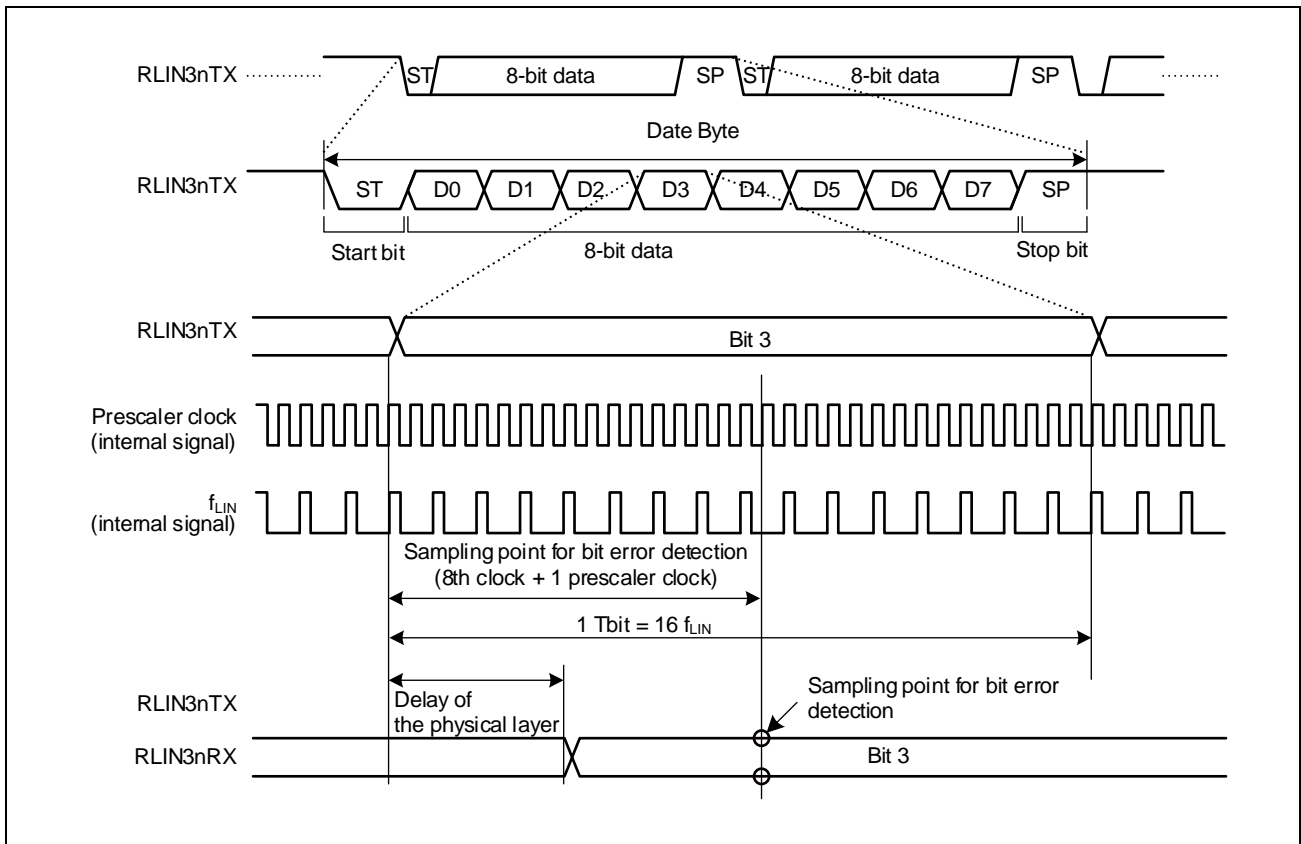 RLIN3nTX
ST 8-bit data SP ST 8-bit data SP
Date Byte
RLIN3nTX
ST D0 D1 D2 D3 D4 D5 D6 D7 SP
Start bit 8-bit data Stop bit
RLIN3nTX
Bit 3
Prescaler clock
(internal signal)
fLIN
(internal signal)
Sampling point for bit error detection
(8th clock + 1 prescaler clock)
1 Tbit = 16 fLIN
RLIN3nTX
Delay of
the physical layer
Sampling point for bit error
detection
RLIN3nRX
Bit 3